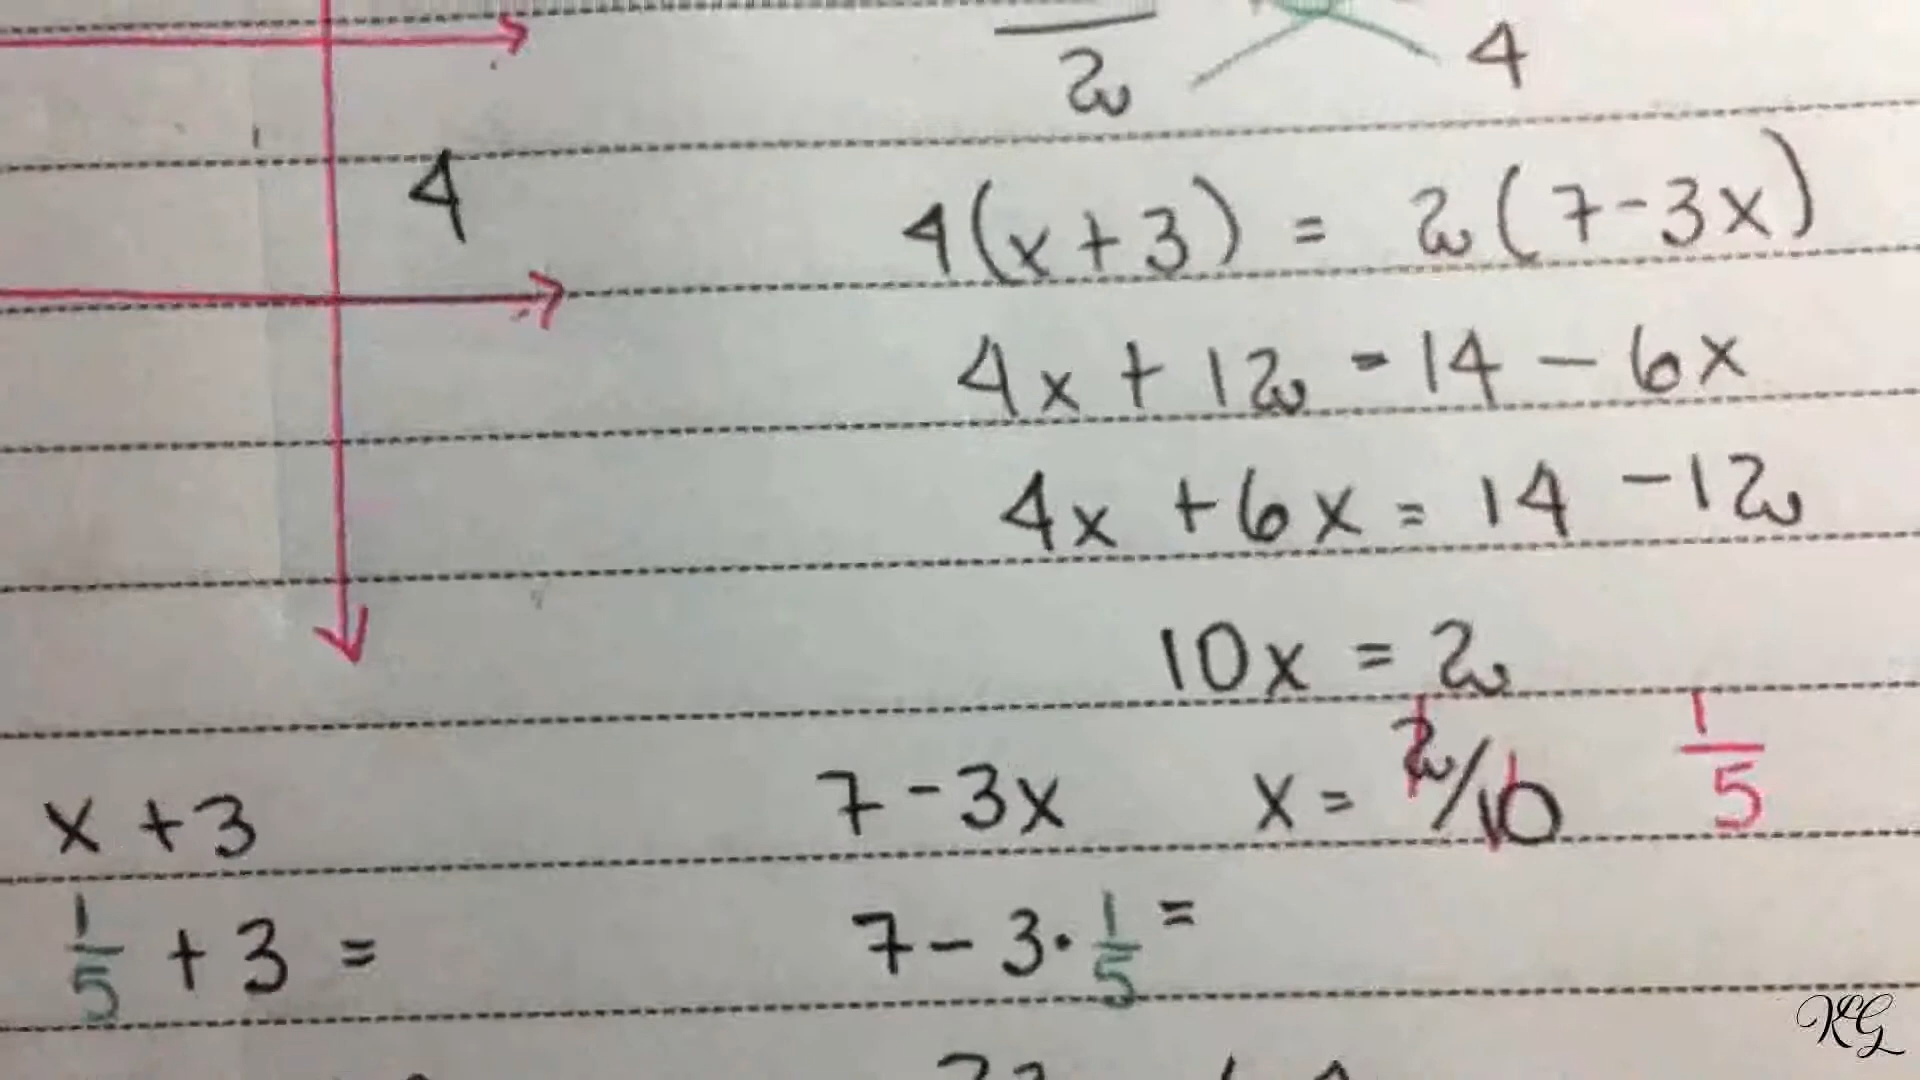 2 4
4
4(x+3) = 2(7-3x)
4x + 12 - 14 - 6x
4x + 6x = 14 - 12
10x = 2
x + 3 7 - 3x x = 2/10 1/5
1/5 + 3 = 7 - 3 · 1/5 =
KG